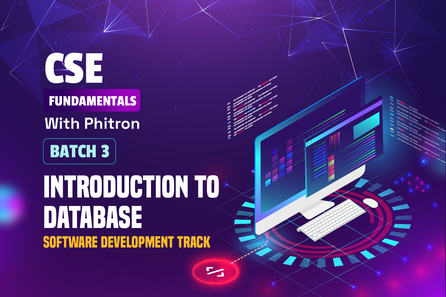 CSE
FUNDAMENTALS
With Phitron
BATCH 3
INTRODUCTION TO
DATABASE
SOFTWARE DEVELOPMENT TRACK